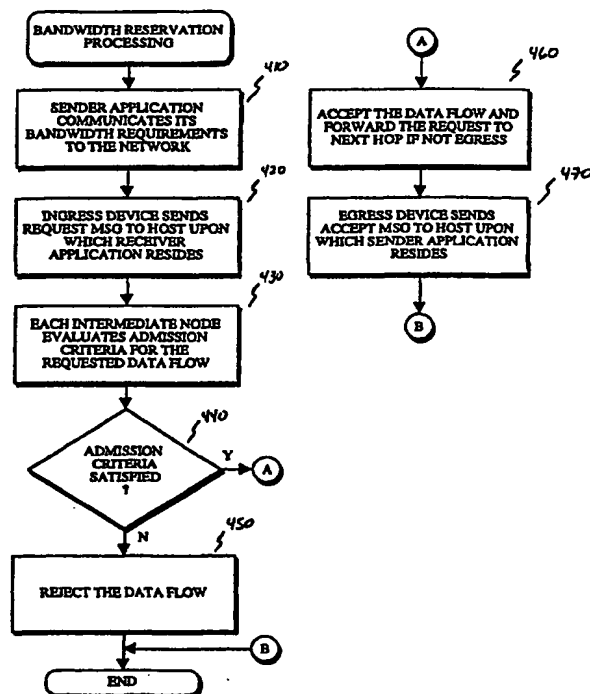 BANDWIDTH RESERVATION
PROCESSING
410
SENDER APPLICATION
COMMUNICATES ITS
BANDWIDTH REQUIREMENTS
TO THE NETWORK
420
INGRESS DEVICE SENDS
REQUEST MSG TO HOST UPON
WHICH RECEIVER
APPLICATION RESIDES
430
EACH INTERMEDIATE NODE
EVALUATES ADMISSION
CRITERIA FOR THE
REQUESTED DATA FLOW
440
ADMISSION
CRITERIA
SATISFIED
?
Y
A
N
450
REJECT THE DATA FLOW
B
END
A
460
ACCEPT THE DATA FLOW AND
FORWARD THE REQUEST TO
NEXT HOP IF NOT EGRESS
470
EGRESS DEVICE SENDS
ACCEPT MSG TO HOST UPON
WHICH SENDER APPLICATION
RESIDES
B